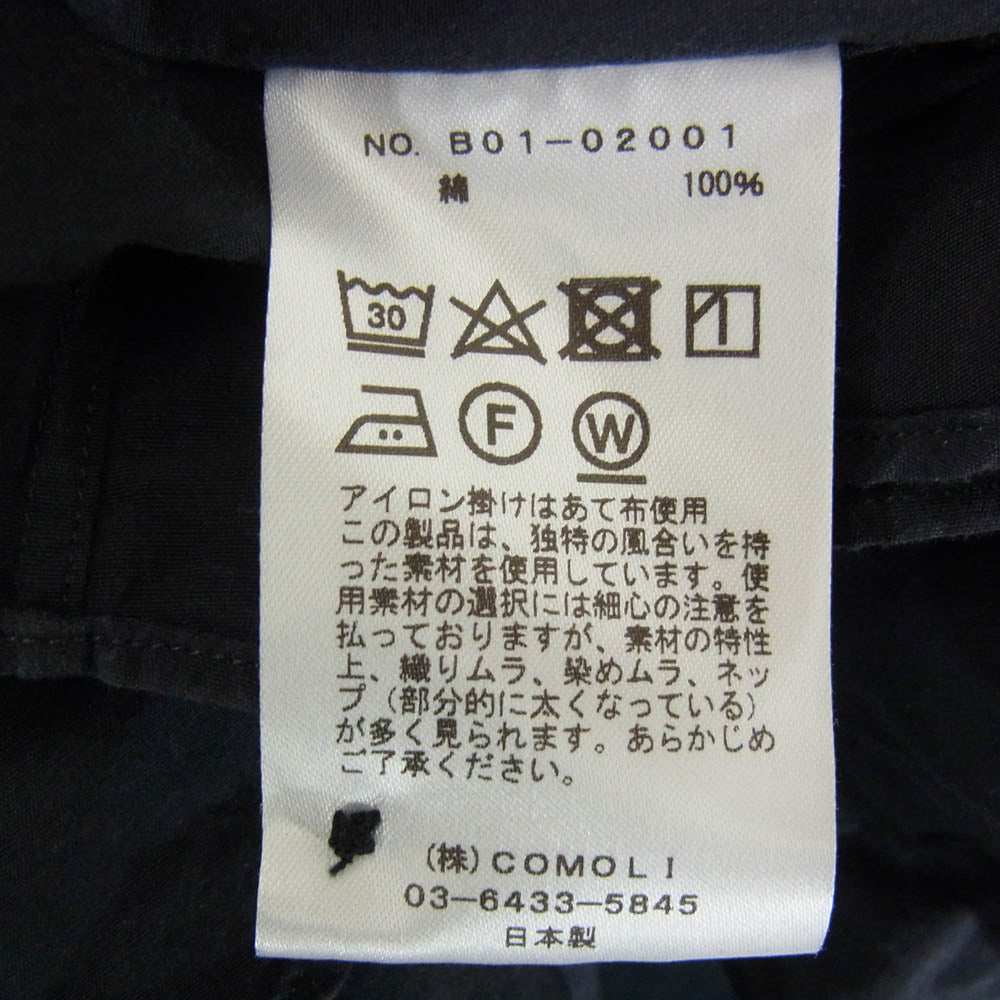 NO. B01-02001
綿 100%
30
F W
アイロン掛けはあて布使用
この製品は、独特の風合いを持
った素材を使用しています。使
用素材の選択には細心の注意を
払っておりますが、素材の特性
上、織りムラ、染めムラ、ネッ
プ（部分的に太くなっている）
が多く見られます。あらかじめ
ご了承ください。
(株)COMOLI
03-6433-5845
日本製